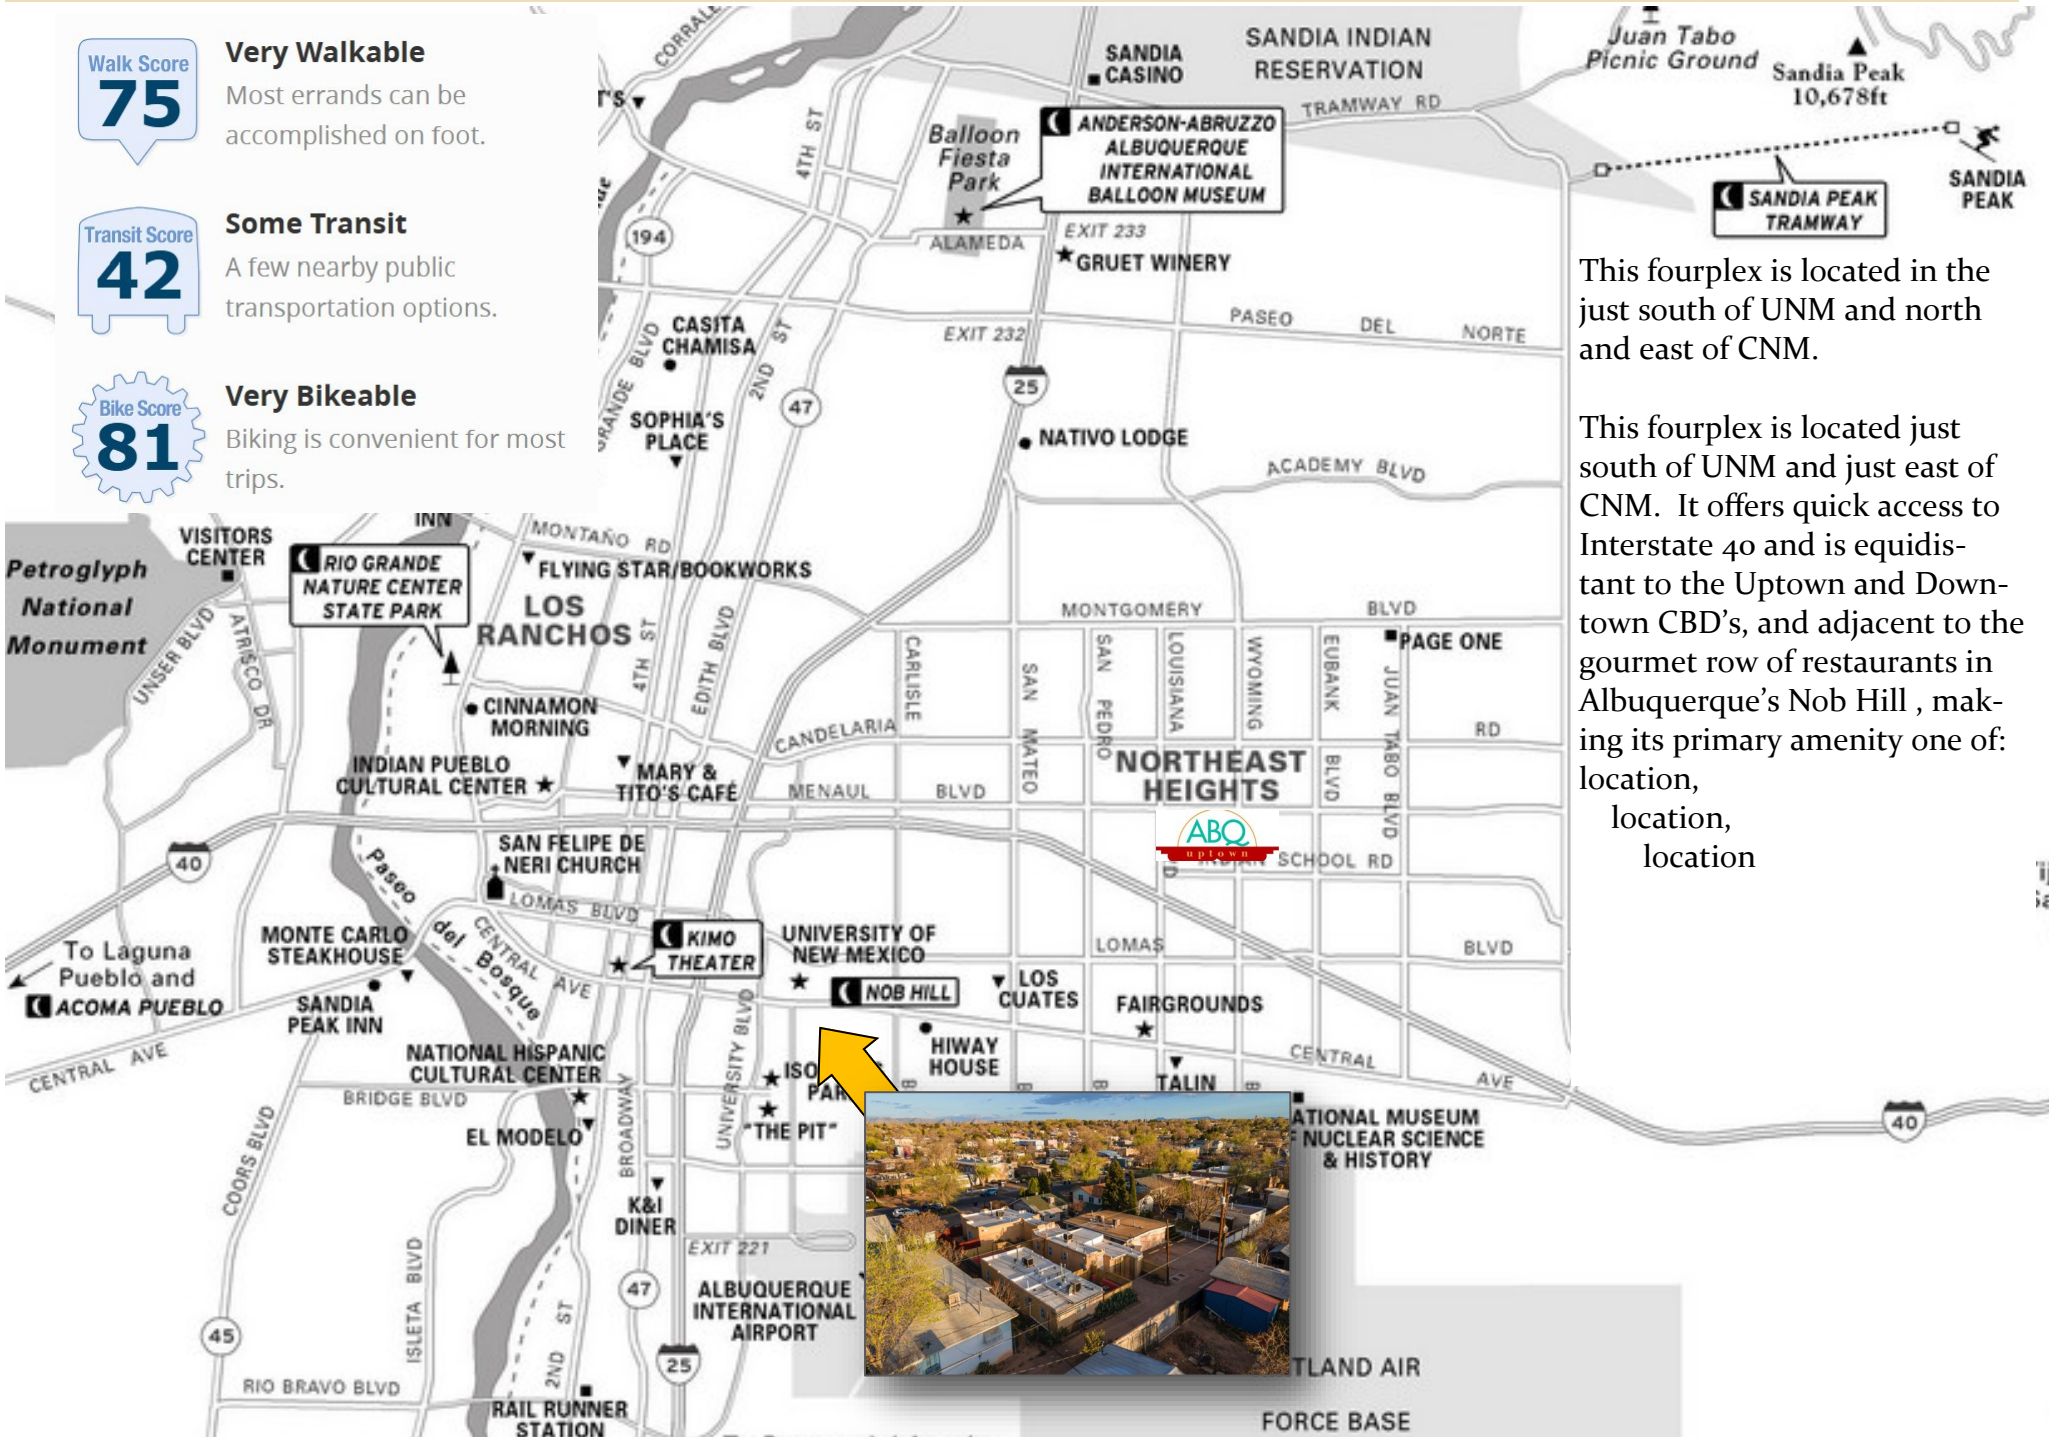 Walk Score
75
Very Walkable
Most errands can be
accomplished on foot.
Transit Score
42
Some Transit
A few nearby public
transportation options.
Bike Score
81
Very Bikeable
Biking is convenient for most
trips.
This fourplex is located in the
just south of UNM and north
and east of CNM.
This fourplex is located just
south of UNM and just east of
CNM.  It offers quick access to
Interstate 40 and is equidis-
tant to the Uptown and Down-
town CBD's, and adjacent to the
gourmet row of restaurants in
Albuquerque's Nob Hill , mak-
ing its primary amenity one of:
location,
location,
location
SANDIA INDIAN
RESERVATION
SANDIA
CASINO
Juan Tabo
Picnic Ground
Sandia Peak
10,678ft
TRAMWAY RD
SANDIA PEAK
TRAMWAY
SANDIA
PEAK
4TH ST
Balloon
Fiesta
Park
ANDERSON-ABRUZZO
ALBUQUERQUE
INTERNATIONAL
BALLOON MUSEUM
194
ALAMEDA
EXIT 233
GRUET WINERY
PASEO DEL NORTE
EXIT 232
CASITA
CHAMISA
2ND ST
GRANDE BLVD
47
25
SOPHIA'S
PLACE
NATIVO LODGE
ACADEMY BLVD
INN
MONTAÑO RD
VISITORS
CENTER
Petroglyph
National
Monument
RIO GRANDE
NATURE CENTER
STATE PARK
FLYING STAR/BOOKWORKS
LOS
RANCHOS
UNSER BLVD
ATRISCO DR
4TH ST
EDITH BLVD
MONTGOMERY BLVD
PAGE ONE
CARLISLE
SAN MATEO
SAN PEDRO
LOUISIANA
WYOMING
EUBANK BLVD
JUAN TABO BLVD
CINNAMON
MORNING
CANDELARIA RD
INDIAN PUEBLO
CULTURAL CENTER
MARY &
TITO'S CAFÉ
MENAUL BLVD
NORTHEAST
HEIGHTS
ABQ
uptown
INDIAN SCHOOL RD
40
SAN FELIPE DE
NERI CHURCH
Paseo del Bosque
LOMAS BLVD
CENTRAL AVE
MONTE CARLO
STEAKHOUSE
KIMO
THEATER
UNIVERSITY OF
NEW MEXICO
LOMAS BLVD
To Laguna
Pueblo and
ACOMA PUEBLO
SANDIA
PEAK INN
NOB HILL
LOS
CUATES
FAIRGROUNDS
HIWAY
HOUSE
CENTRAL AVE
CENTRAL AVE
NATIONAL HISPANIC
CULTURAL CENTER
BRIDGE BLVD
UNIVERSITY BLVD
ISO
PAR
TALIN
"THE PIT"
EL MODELO
BROADWAY
ATIONAL MUSEUM
NUCLEAR SCIENCE
& HISTORY
40
COORS BLVD
K&I
DINER
EXIT 221
ISLETA BLVD
47
ALBUQUERQUE
INTERNATIONAL
AIRPORT
45
2ND ST
25
RIO BRAVO BLVD
RAIL RUNNER
STATION
TLAND AIR
FORCE BASE